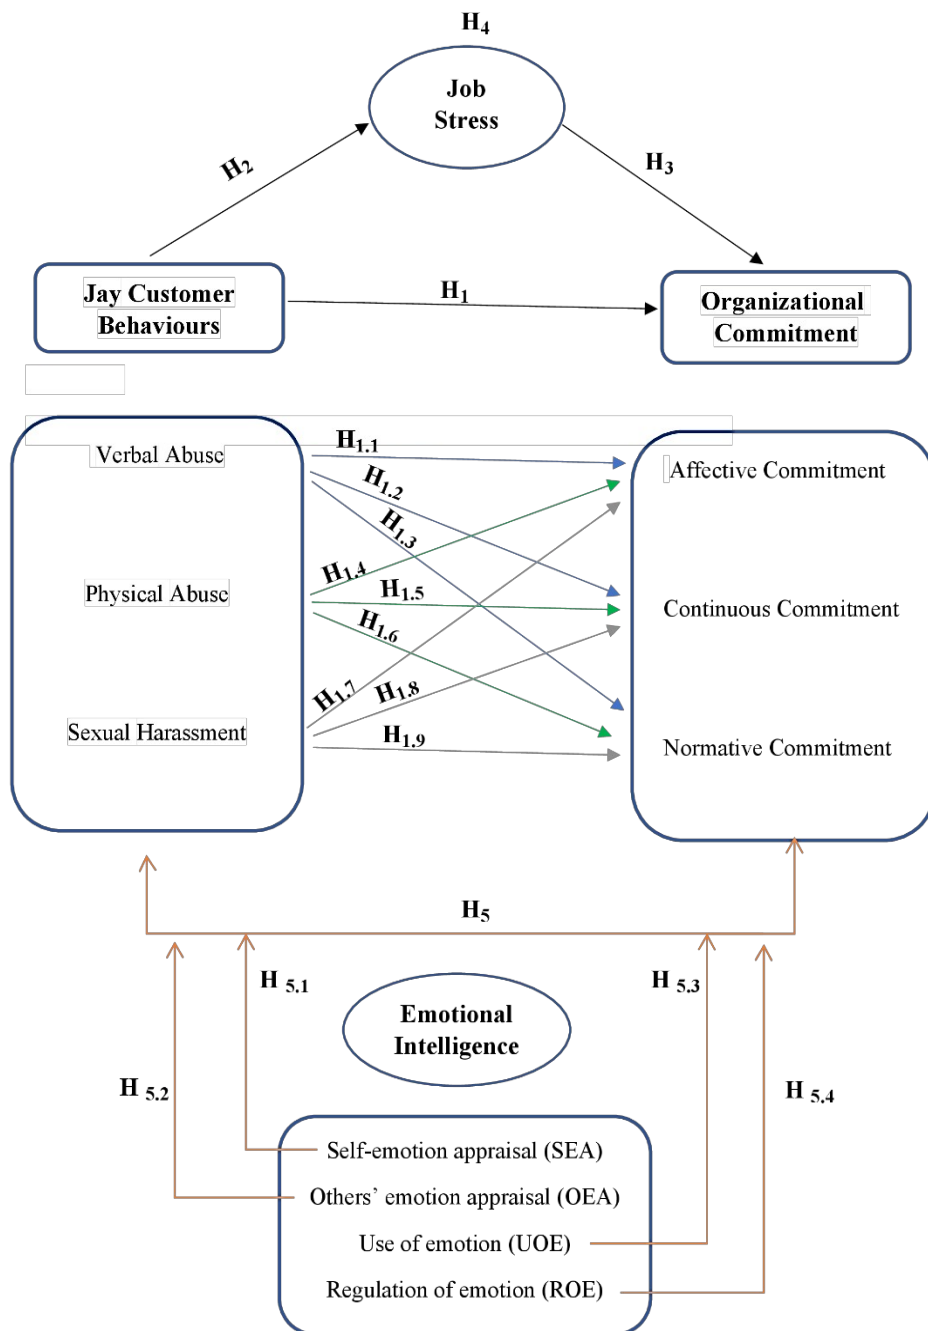 H4
Job
Stress
H2
H3
Jay Customer
Behaviours
H1
Organizational
Commitment
Verbal Abuse
H1.1
Affective Commitment
H1.2
H1.3
H1.4
Physical Abuse
H1.5
Continuous Commitment
H1.6
H1.7
H1.8
Sexual Harassment
H1.9
Normative Commitment
H5
H 5.1
H 5.3
Emotional
Intelligence
H 5.2
H 5.4
Self-emotion appraisal (SEA)
Others’ emotion appraisal (OEA)
Use of emotion (UOE)
Regulation of emotion (ROE)